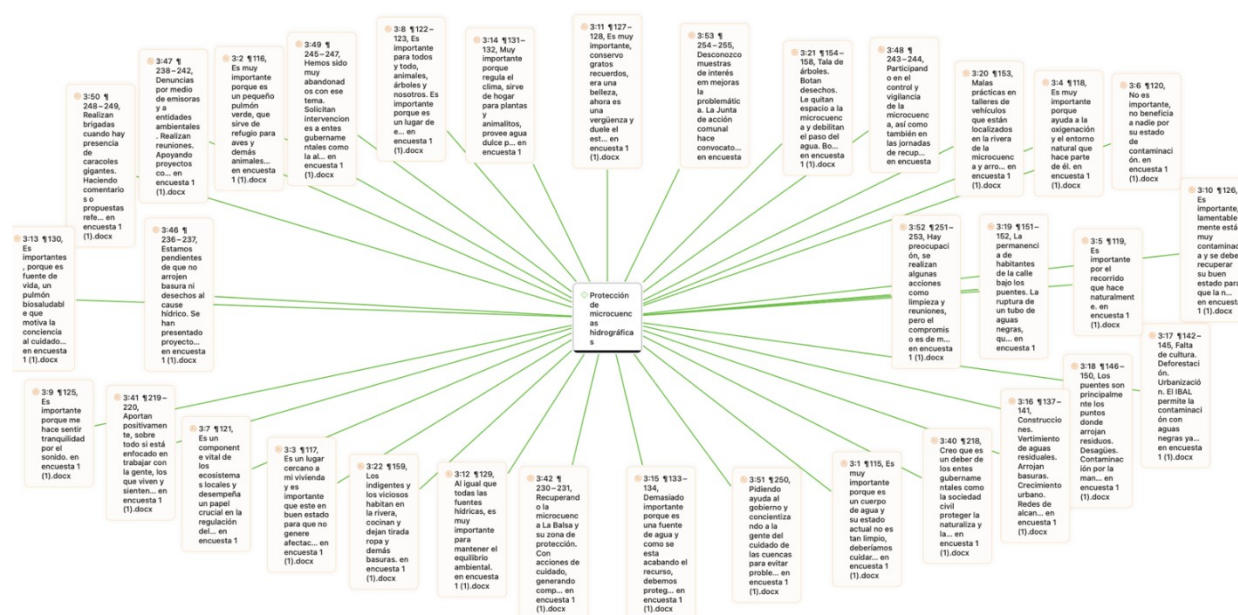 3:8 ¶122–
123, Es
importante
para todos
y todo,
animales,
árboles y
nosotros. Es
importante
porque es
un lugar de
e... en
encuesta 1
(1).docx
3:14 ¶131–
132, Muy
importante
porque
regula el
clima, sirve
de hogar
para plantas
y
animalitos,
provee agua
dulce p... en
encuesta 1
3:11 ¶127–
128, Es muy
importante,
conservo
gratos
recuerdos,
era una
belleza,
ahora es
una
vergüenza y
duele el
est... en
encuesta 1
(1).docx
3:53 ¶
254–255,
Desconozco
muestras
de interés
em mejoras
la
problemátic
a. La Junta
de acción
comunal
hace
convocato...
en encuesta
3:21 ¶154–
158, Tala de
árboles.
Botan
desechos.
Le quitan
espacio a la
microcuenc
a y debilitan
el paso del
agua. Bo...
en encuesta
1 (1).docx
3:48 ¶
243–244,
Participand
o en el
control y
vigilancia
de la
microcuenc
a, así como
también en
las jornadas
de recup...
en encuesta
3:49 ¶
245–247,
Hemos sido
muy
abandonad
os con ese
tema.
Solicitan
intervencion
es a entes
gubername
ntales como
la al... en
encuesta 1
(1).docx
3:2 ¶116,
Es muy
importante
porque es
un pequeño
pulmón
verde, que
sirve de
refugio para
aves y
demás
animales...
en encuesta
1 (1).docx
3:47 ¶
238–242,
Denuncias
por medio
de emisoras
y a
entidades
ambientales
. Realizan
reuniones.
Apoyando
proyectos
co... en
encuesta 1
(1).docx
3:50 ¶
248–249,
Realizan
brigadas
cuando hay
presencia
de
caracoles
gigantes.
Haciendo
comentario
s o
propuestas
refe... en
encuesta 1
(1).docx
3:20 ¶153,
Malas
prácticas en
talleres de
vehículos
que están
localizados
en la rivera
de la
microcuenc
a y arro... en
encuesta 1
(1).docx
3:4 ¶118,
Es muy
importante
porque
ayuda a la
oxigenación
y el entorno
natural que
hace parte
de él. en
encuesta 1
(1).docx
3:6 ¶120,
No es
importante,
no beneficia
a nadie por
su estado
de
contaminaci
ón. en
encuesta 1
(1).docx
3:10 ¶126,
Es
importante,
lamentable
mente está
muy
contaminad
a y se debe
recuperar
su buen
estado para
que la n...
en encuesta
1 (1).docx
3:13 ¶130,
Es
importantes
, porque es
fuente de
vida, un
pulmón
biosaludabl
e que
motiva la
conciencia
al cuidado...
en encuesta
1 (1).docx
3:46 ¶
236–237,
Estamos
pendientes
de que no
arrojen
basura ni
desechos al
cause
hídrico. Se
han
presentado
proyecto...
en encuesta
1 (1).docx
3:52 ¶251–
253, Hay
preocupaci
ón, se
realizan
algunas
acciones
como
limpieza y
reuniones,
pero el
compromis
o es de m...
en encuesta
1 (1).docx
3:19 ¶151–
152, La
permanenci
a de
habitantes
de la calle
bajo los
puentes. La
ruptura de
un tubo de
aguas
negras,
qu... en
encuesta 1
3:5 ¶119,
Es
importante
por el
recorrido
que hace
naturalment
e. en
encuesta 1
(1).docx
Protección
de
microcuenc
as
hidrográfica
s
3:17 ¶142–
145, Falta
de cultura.
Deforestaci
ón.
Urbanizació
n. El IBAL
permite la
contaminaci
ón con
aguas
negras ya...
en encuesta
1 (1).docx
3:18 ¶146–
150, Los
puentes son
principalme
nte los
puntos
donde
arrojan
residuos.
Desagües.
Contaminac
ión por la
man... en
encuesta 1
(1).docx
3:16 ¶137–
141,
Construccio
nes.
Vertimiento
de aguas
residuales.
Arrojan
basuras.
Crecimiento
urbano.
Redes de
alcan... en
encuesta 1
(1).docx
3:9 ¶125,
Es
importante
porque me
hace sentir
tranquilidad
por el
sonido. en
encuesta 1
(1).docx
3:41 ¶219–
220,
Aportan
positivamen
te, sobre
todo si está
enfocado en
trabajar con
la gente, los
que viven y
sienten... en
encuesta 1
(1).docx
3:7 ¶121,
Es un
component
e vital de
los
ecosistema
s locales y
desempeña
un papel
crucial en la
regulación
del... en
encuesta 1
3:3 ¶117,
Es un lugar
cercano a
mi vivienda
y es
importante
que este en
buen estado
para que no
genere
afectac... en
encuesta 1
(1).docx
3:22 ¶159,
Los
indigentes y
los viciosos
habitan en
la rivera,
cocinan y
dejan tirada
ropa y
demás
basuras. en
encuesta 1
(1).docx
3:12 ¶129,
Al igual que
todas las
fuentes
hídricas, es
muy
importante
para
mantener el
equilibrio
ambiental.
en encuesta
1 (1).docx
3:42 ¶
230–231,
Recuperand
o la
microcuenc
a La Balsa y
su zona de
protección.
Con
acciones de
cuidado,
generando
comp... en
encuesta 1
(1).docx
3:15 ¶133–
134,
Demasiado
importante
porque es
una fuente
de agua y
como se
esta
acabando el
recurso,
debemos
proteg... en
encuesta 1
(1).docx
3:51 ¶250,
Pidiendo
ayuda al
gobierno y
concientiza
ndo a la
gente del
cuidado de
las cuencas
para evitar
proble... en
encuesta 1
(1).docx
3:1 ¶115, Es
muy
importante
porque es
un cuerpo
de agua y
su estado
actual no es
tan limpio,
deberíamos
cuidar... en
encuesta 1
(1).docx
3:40 ¶218,
Creo que es
un deber de
los entes
gubername
ntales como
la sociedad
civil
proteger la
naturaleza y
la... en
encuesta 1
(1).docx